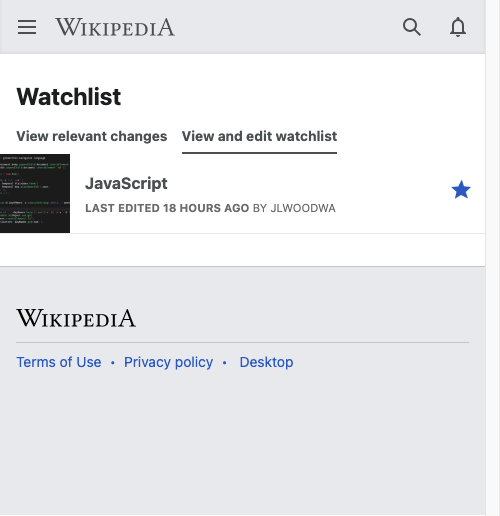 WIKIPEDIA
Watchlist
View relevant changes View and edit watchlist
JavaScript
LAST EDITED 18 HOURS AGO BY JLWOODWA
WIKIPEDIA
Terms of Use • Privacy policy • Desktop